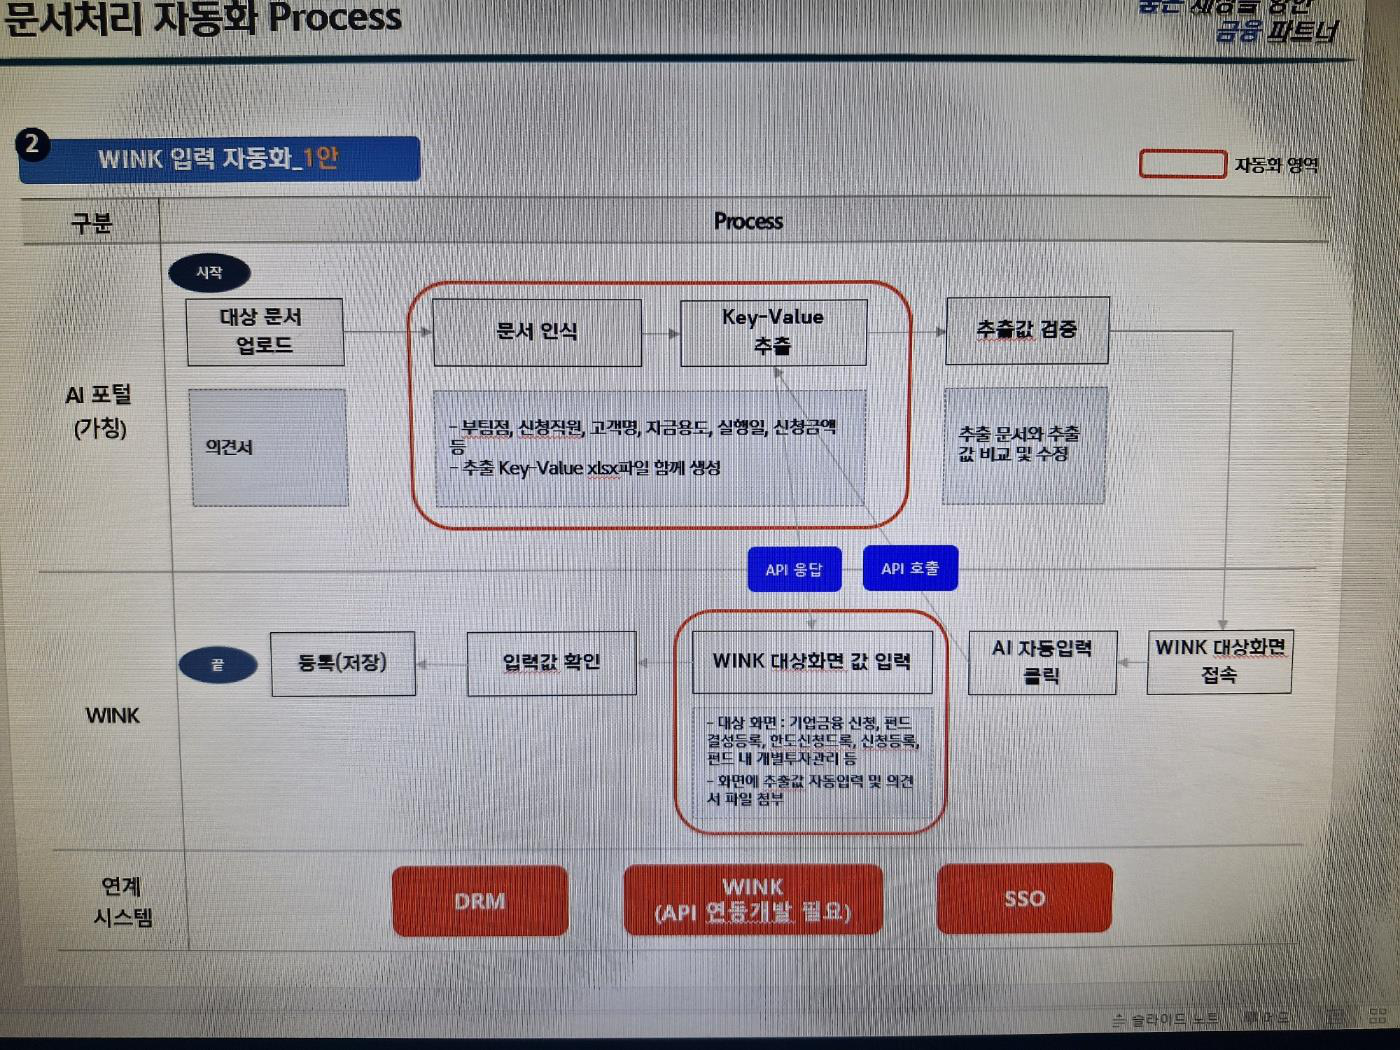 문서처리 자동화 Process
금융 파트너
2
WINK 입력 자동화_1안
자동화 영역
구분
Process
시작
대상 문서
업로드
문서 인식
Key-Value
추출
추출값 검증
AI 포털
(가칭)
의견서
- 부팀점, 신청직원, 고객명, 자금용도, 실행일, 신청금액
등
- 추출 Key-Value xlsx파일 함께 생성
추출 문서와 추출
값 비교 및 수정
API 응답
API 호출
끝
등록(저장)
입력값 확인
WINK 대상화면 값 입력
AI 자동입력
클릭
WINK 대상화면
접속
WINK
- 대상 화면 : 기업금융 신청, 펀드
결성등록, 한도신청등록, 신청등록,
펀드 내 개별투자관리 등
- 화면에 추출값 자동입력 및 의견
서 파일 첨부
연계
시스템
DRM
WINK
(API 연동개발 필요)
SSO
슬라이드 노트